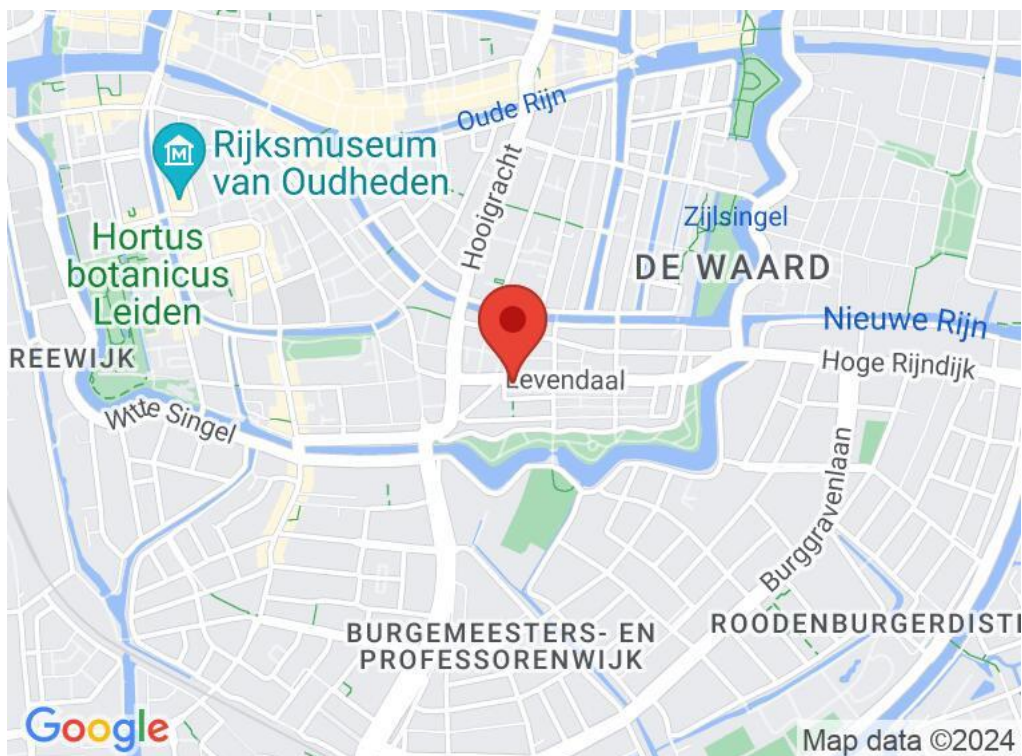 Oude Rijn
Rijksmuseum
van Oudheden
Hooigracht
Zijlsingel
Hortus
botanicus
Leiden
DE WAARD
Nieuwe Rijn
REEWIJK
Levendaal
Hoge Rijndijk
Witte Singel
Burggravenlaan
BURGEMEESTERS- EN
PROFESSORENWIJK
ROODENBURGERDISTI
Google
Map data ©2024